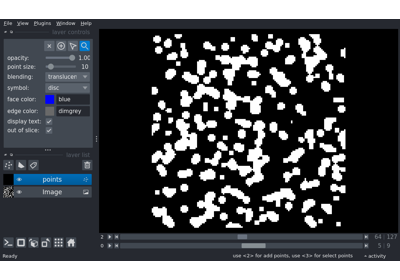 File View Plugins Window Help
layer controls
opacity: 1.00
point size: 10
blending: translucen
symbol: disc
face color: blue
edge color: dimgrey
display text:
out of slice:
layer list
points
Image
2 64 127
0 5 9
Ready use <2> for add points, use <3> for select points activity